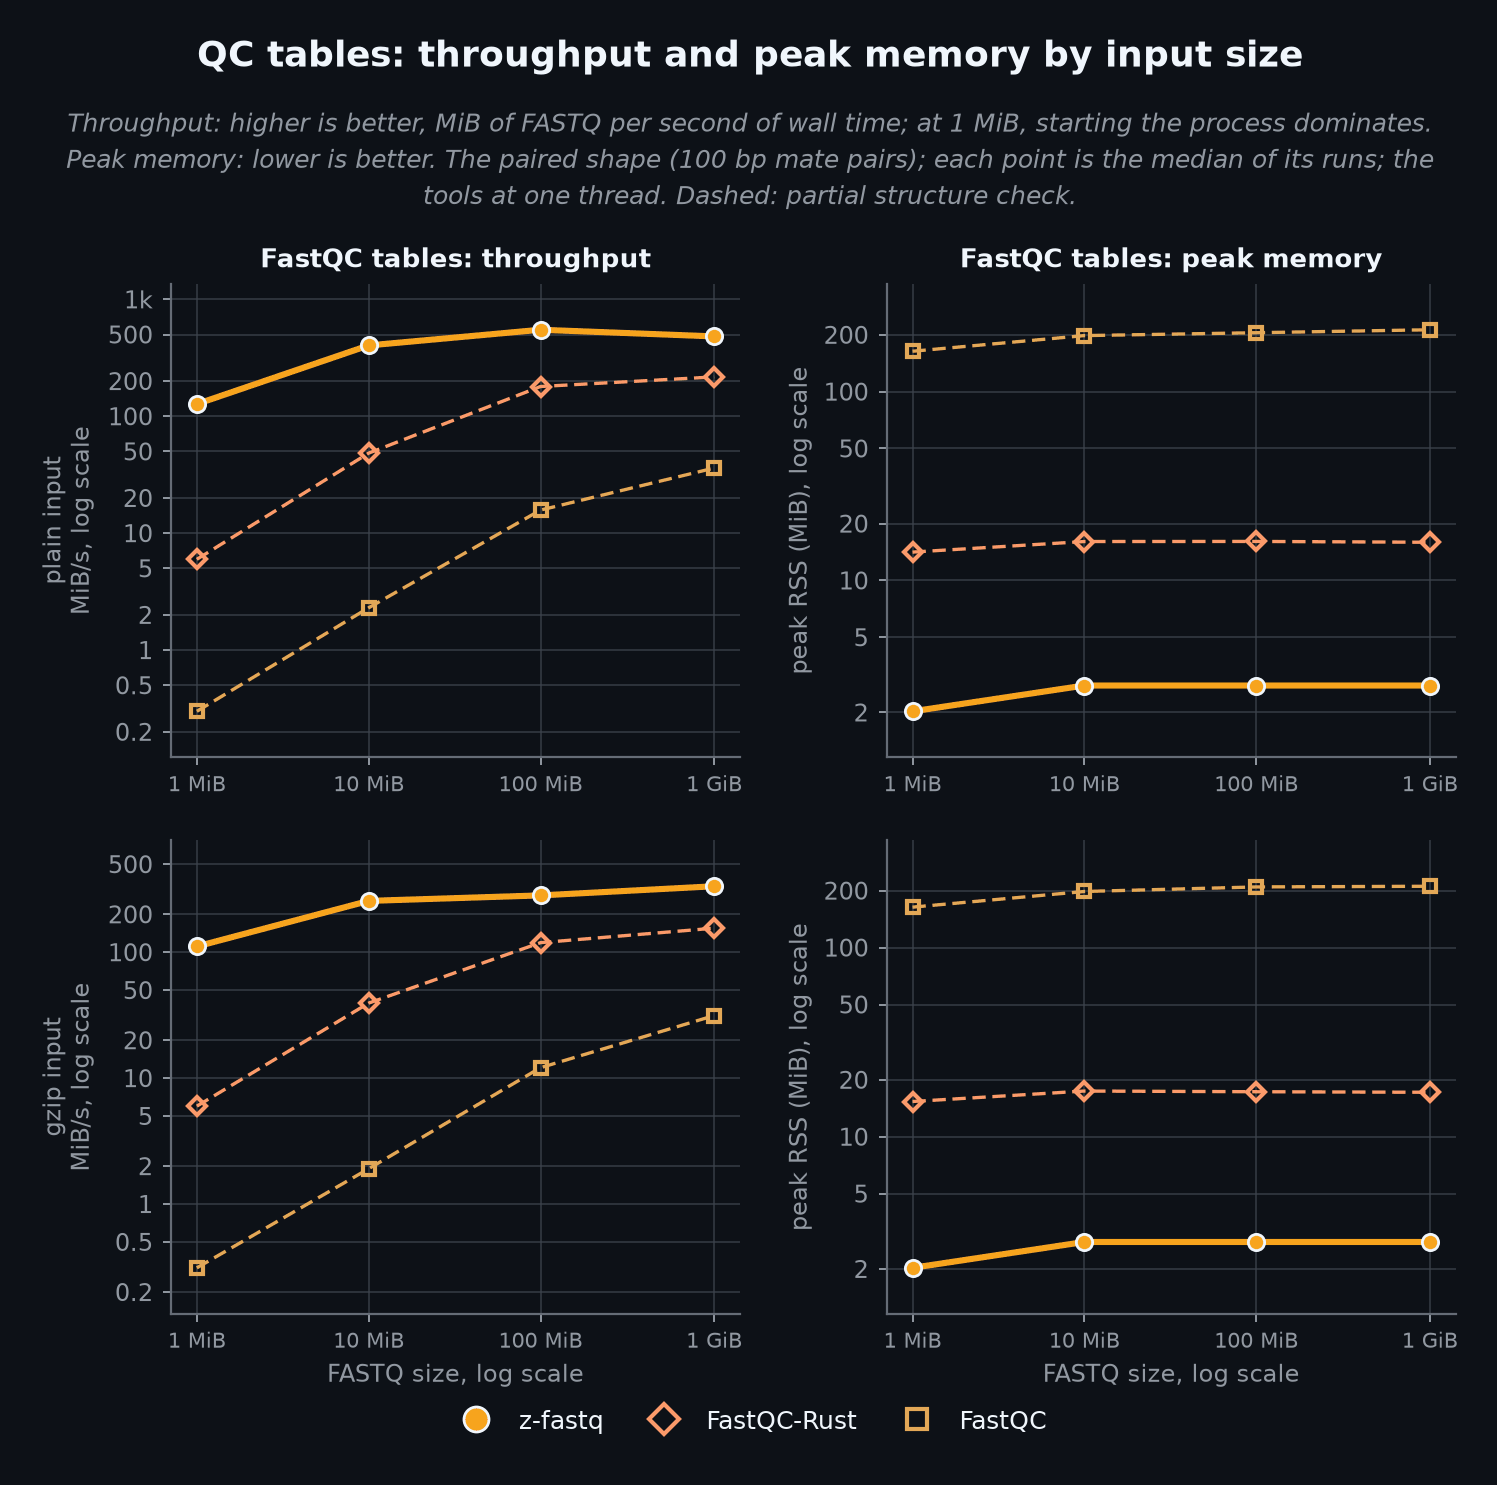 QC tables: throughput and peak memory by input size
Throughput: higher is better, MiB of FASTQ per second of wall time; at 1 MiB, starting the process dominates.
Peak memory: lower is better. The paired shape (100 bp mate pairs); each point is the median of its runs; the
tools at one thread. Dashed: partial structure check.
FastQC tables: throughput
1k
500
200
100
50
20
10
5
2
1
0.5
0.2
plain input
MiB/s, log scale
1 MiB
10 MiB
100 MiB
1 GiB
FastQC tables: peak memory
200
100
50
20
10
5
2
peak RSS (MiB), log scale
1 MiB
10 MiB
100 MiB
1 GiB
500
200
100
50
20
10
5
2
1
0.5
0.2
gzip input
MiB/s, log scale
1 MiB
10 MiB
100 MiB
1 GiB
FASTQ size, log scale
200
100
50
20
10
5
2
peak RSS (MiB), log scale
1 MiB
10 MiB
100 MiB
1 GiB
FASTQ size, log scale
z-fastq
FastQC-Rust
FastQC